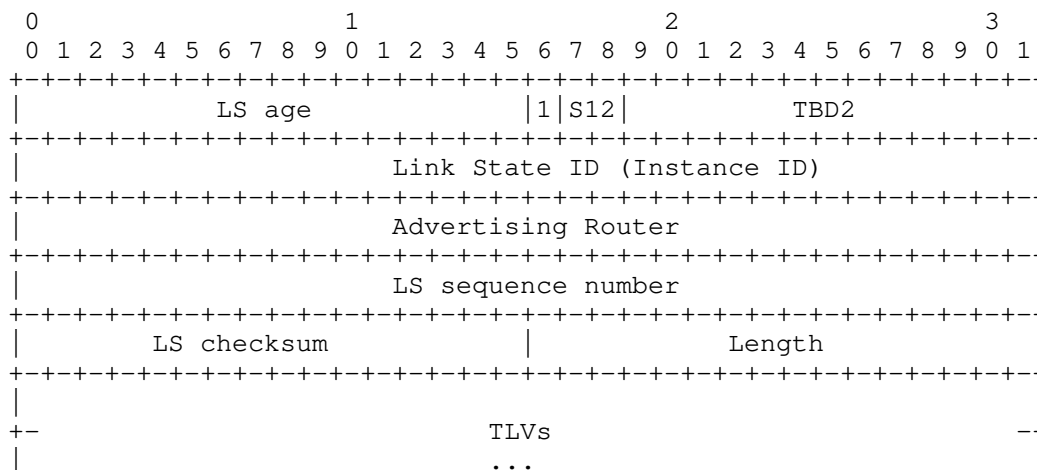 0                   1                   2                   3
 0 1 2 3 4 5 6 7 8 9 0 1 2 3 4 5 6 7 8 9 0 1 2 3 4 5 6 7 8 9 0 1
+-+-+-+-+-+-+-+-+-+-+-+-+-+-+-+-+-+-+-+-+-+-+-+-+-+-+-+-+-+-+-+-
|            LS age             |1|S12|          TBD2
+-+-+-+-+-+-+-+-+-+-+-+-+-+-+-+-+-+-+-+-+-+-+-+-+-+-+-+-+-+-+-+-
|                       Link State ID (Instance ID)
+-+-+-+-+-+-+-+-+-+-+-+-+-+-+-+-+-+-+-+-+-+-+-+-+-+-+-+-+-+-+-+-
|                       Advertising Router
+-+-+-+-+-+-+-+-+-+-+-+-+-+-+-+-+-+-+-+-+-+-+-+-+-+-+-+-+-+-+-+-
|                       LS sequence number
+-+-+-+-+-+-+-+-+-+-+-+-+-+-+-+-+-+-+-+-+-+-+-+-+-+-+-+-+-+-+-+-
|        LS checksum            |            Length
+-+-+-+-+-+-+-+-+-+-+-+-+-+-+-+-+-+-+-+-+-+-+-+-+-+-+-+-+-+-+-+-
|
+-                            TLVs                             -
|                             ...